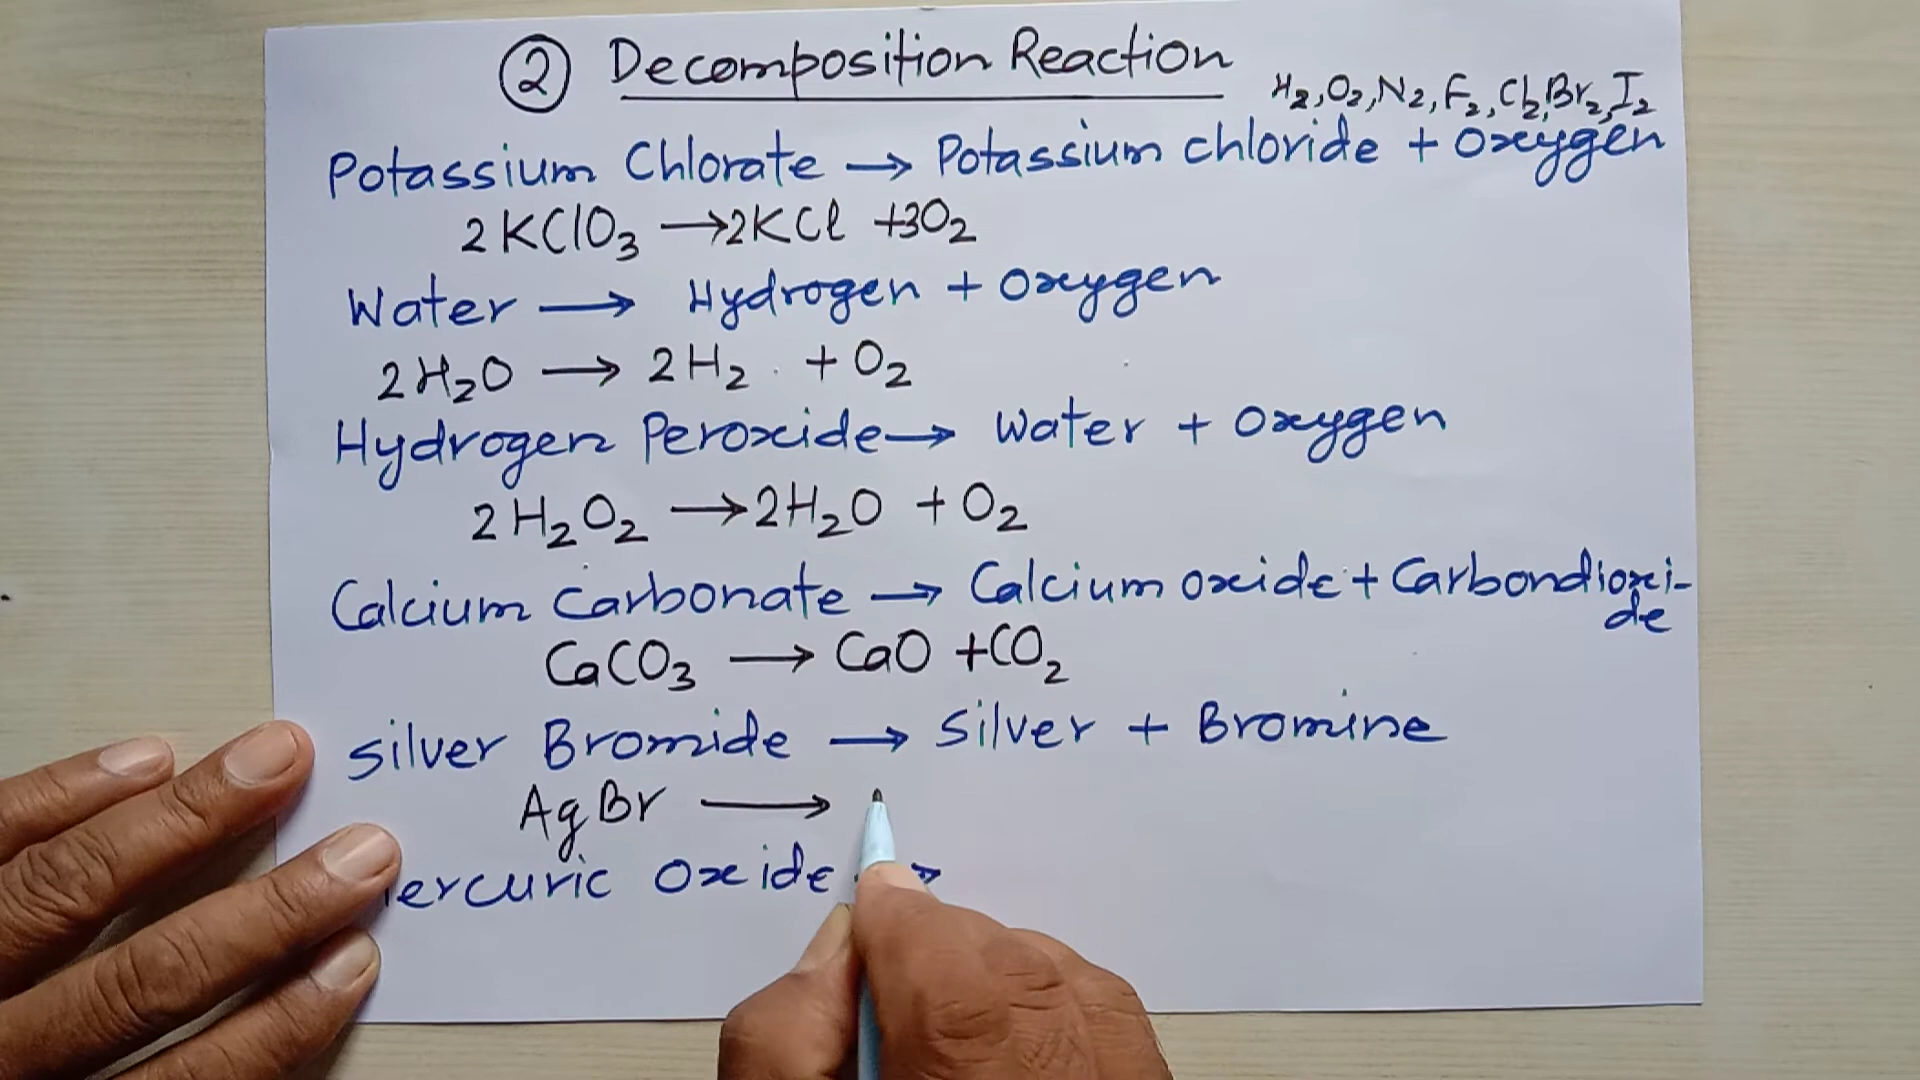 ② Decomposition Reaction
H₂, O₂, N₂, F₂, Cl₂, Br₂, I₂
Potassium Chlorate → Potassium chloride + Oxygen
2KClO₃ → 2KCl + 3O₂
Water → Hydrogen + Oxygen
2H₂O → 2H₂ + O₂
Hydrogen Peroxide → Water + Oxygen
2H₂O₂ → 2H₂O + O₂
Calcium Carbonate → Calcium oxide + Carbondioxi-
de
CaCO₃ → CaO + CO₂
Silver Bromide → Silver + Bromine
AgBr →
ercuric Oxide →